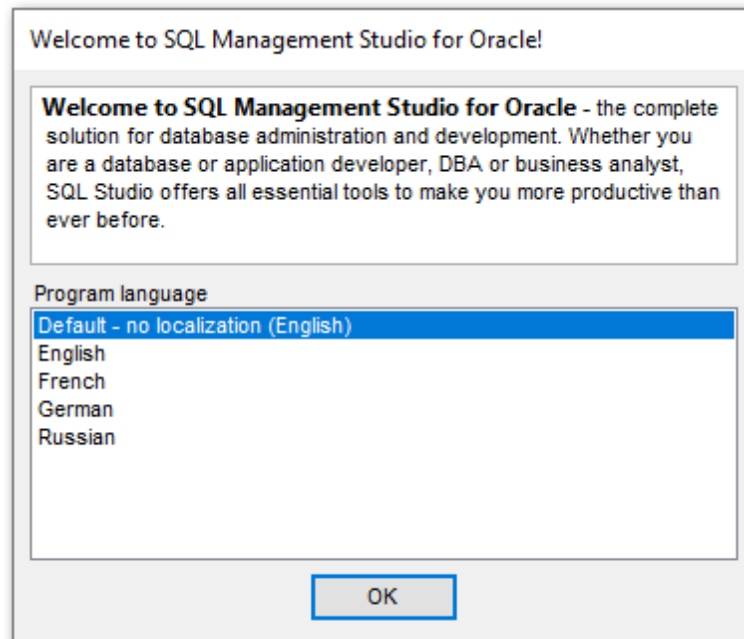 Welcome to SQL Management Studio for Oracle!
Welcome to SQL Management Studio for Oracle - the complete
solution for database administration and development. Whether you
are a database or application developer, DBA or business analyst,
SQL Studio offers all essential tools to make you more productive than
ever before.
Program language
Default - no localization (English)
English
French
German
Russian
OK